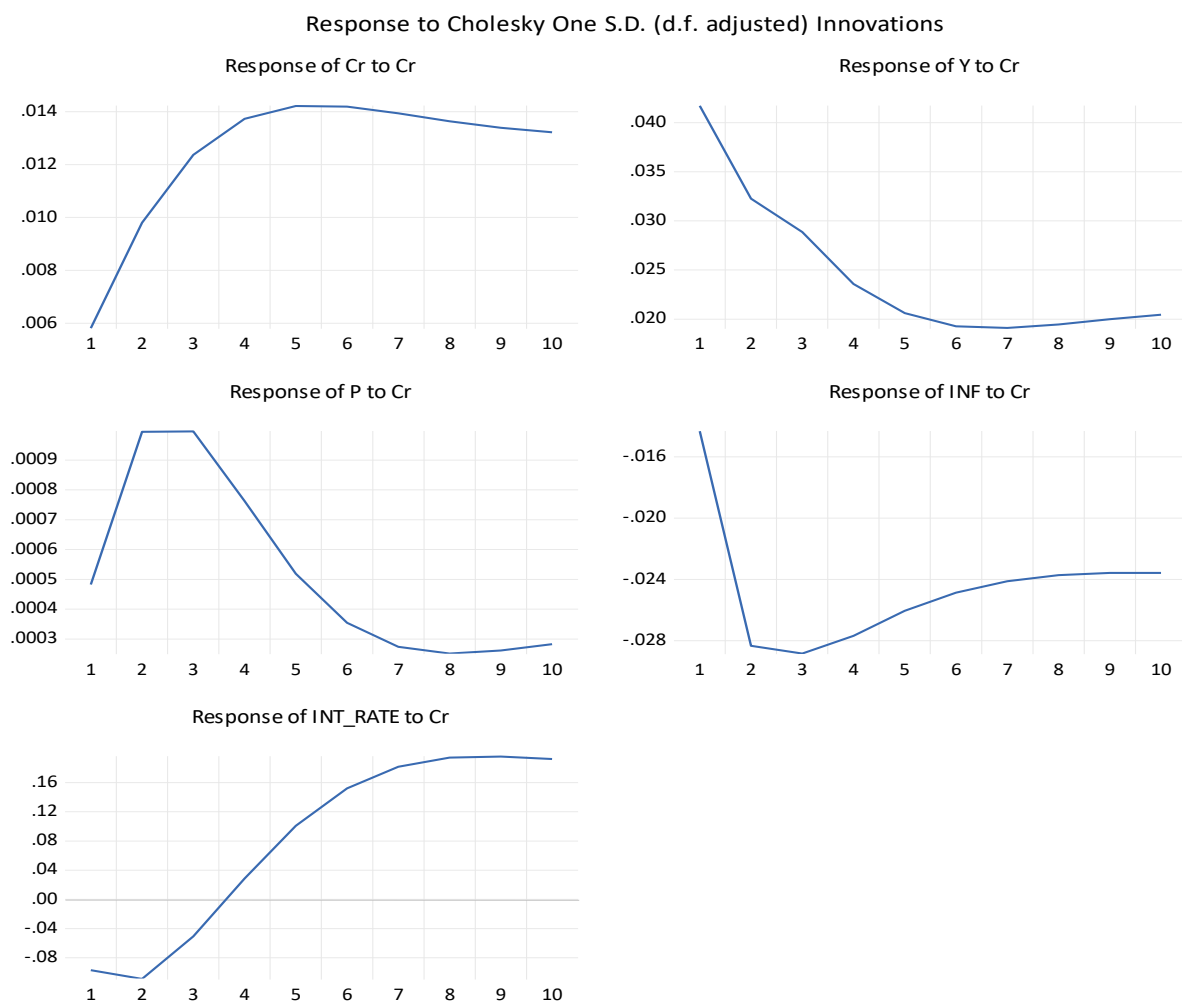 Response to Cholesky One S.D. (d.f. adjusted) Innovations
Response of Cr to Cr
.014
.012
.010
.008
.006
1 2 3 4 5 6 7 8 9 10
Response of Y to Cr
.040
.035
.030
.025
.020
1 2 3 4 5 6 7 8 9 10
Response of P to Cr
.0009
.0008
.0007
.0006
.0005
.0004
.0003
1 2 3 4 5 6 7 8 9 10
Response of INF to Cr
-.016
-.020
-.024
-.028
1 2 3 4 5 6 7 8 9 10
Response of INT_RATE to Cr
.16
.12
.08
.04
.00
-.04
-.08
1 2 3 4 5 6 7 8 9 10